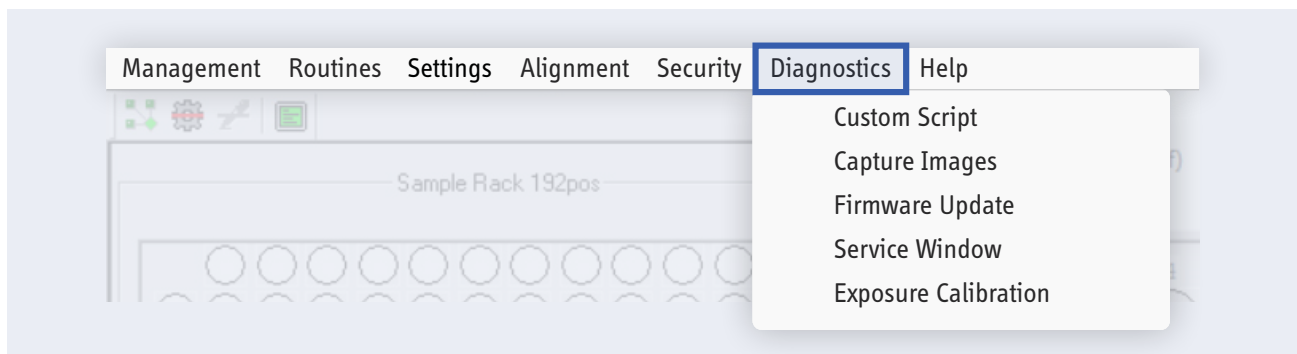 Management Routines Settings Alignment Security Diagnostics Help
Custom Script
Capture Images
Firmware Update
Service Window
Exposure Calibration
Sample Rack 192pos